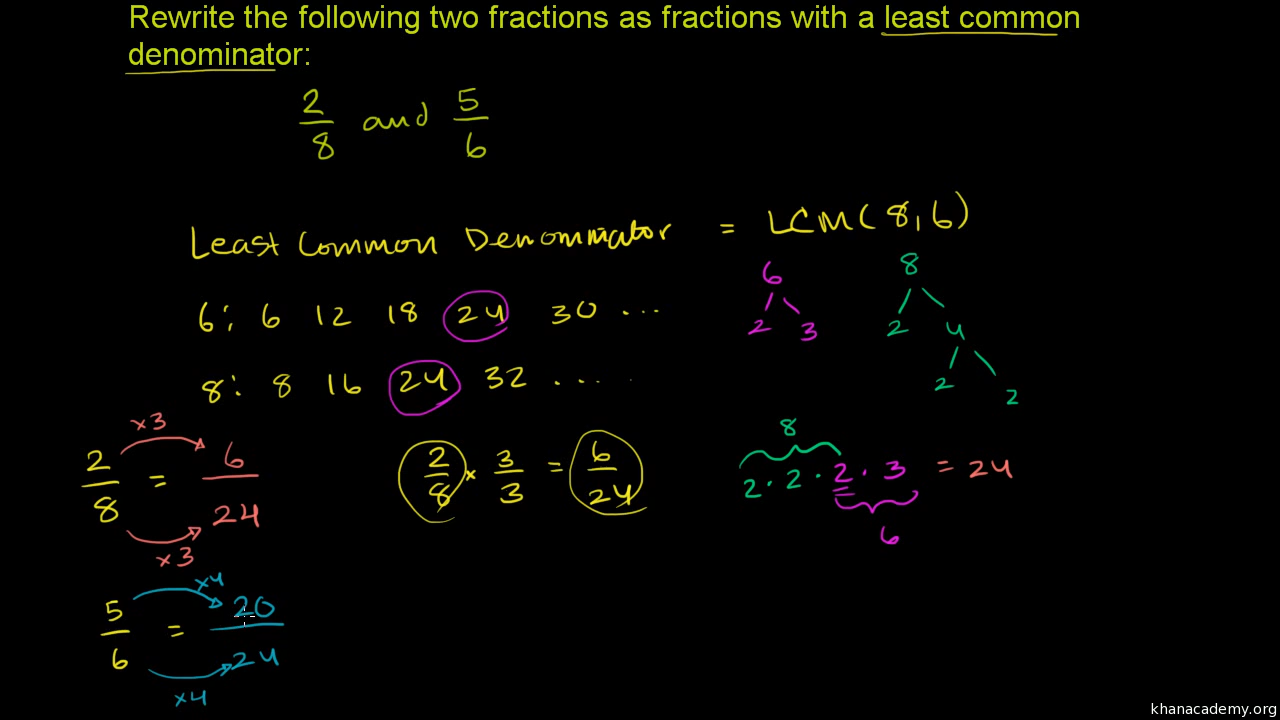 Rewrite the following two fractions as fractions with a least common
denominator:
2/8 and 5/6
Least Common Denominator = LCM(8,6)
6: 6 12 18 24 30 ...
8: 8 16 24 32 ....
6
2 3
8
2 4
2 2
×3
2/8 = 6/24
×3
2/8 × 3/3 = 6/24
8
2·2·2·3 = 24
6
×4
5/6 = 20/24
×4
khanacademy.org